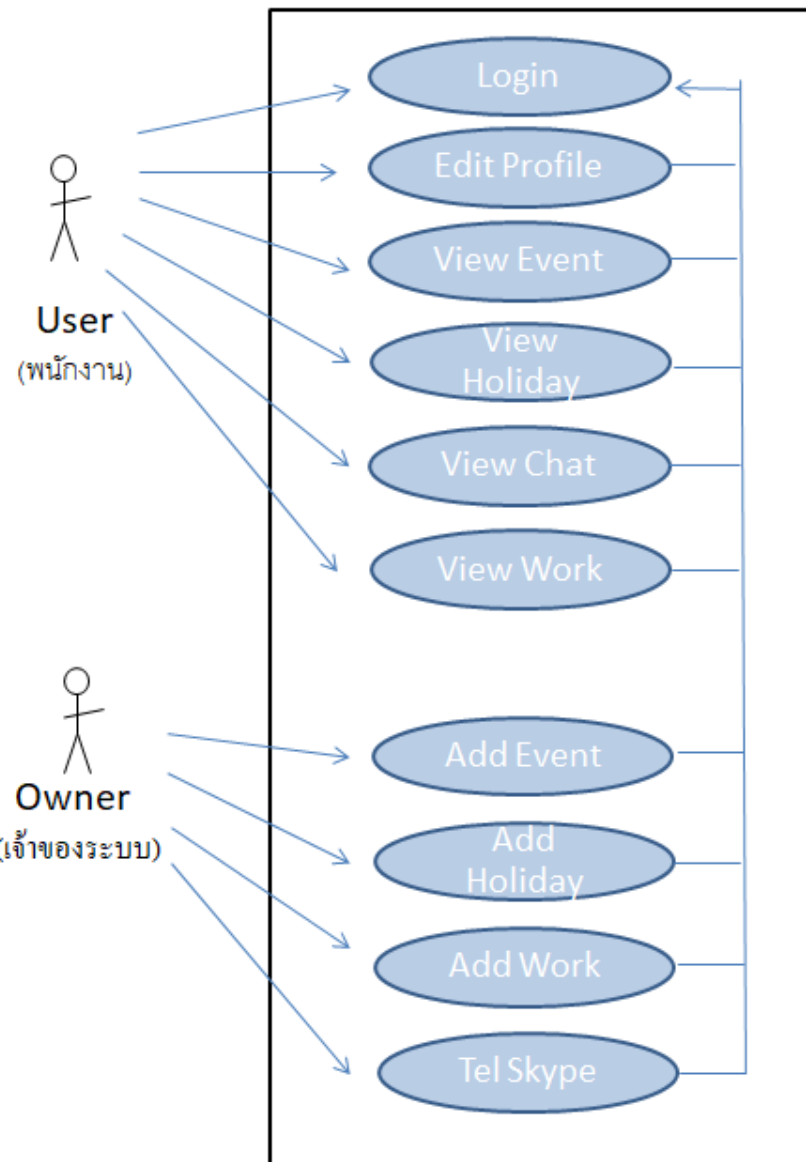 Login
Edit Profile
View Event
View
Holiday
View Chat
View Work
User
(พนักงาน)
Add Event
Add
Holiday
Add Work
Tel Skype
Owner
(เจ้าของระบบ)